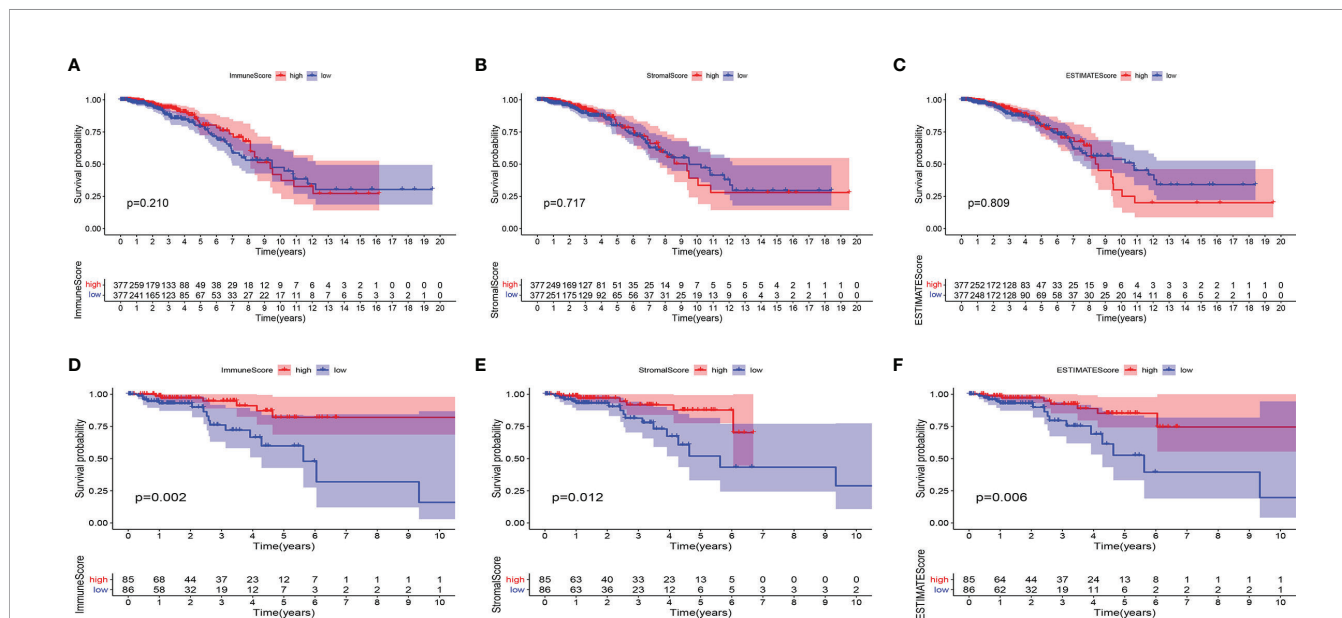 A B C
ImmuneScore high low StromalScore high low ESTIMATEScore high low
1.00 1.00 1.00
0.75 0.75 0.75
0.50 0.50 0.50
0.25 0.25 0.25
0.00 0.00 0.00
Survival probability Survival probability Survival probability
p=0.210 p=0.717 p=0.809
0 1 2 3 4 5 6 7 8 9 10 11 12 13 14 15 16 17 18 19 20 0 1 2 3 4 5 6 7 8 9 10 11 12 13 14 15 16 17 18 19 20 0 1 2 3 4 5 6 7 8 9 10 11 12 13 14 15 16 17 18 19 20
Time(years) Time(years) Time(years)
ImmuneScore
high 377 259 179 133 88 49 38 29 18 12 9 7 6 4 3 2 1 0 0 0 0
low 377 241 165 123 85 67 53 33 27 22 17 11 8 7 6 5 3 3 2 1 0
0 1 2 3 4 5 6 7 8 9 10 11 12 13 14 15 16 17 18 19 20
StromalScore
high 377 249 169 127 81 51 35 25 14 9 7 5 5 5 4 2 2 1 1 1 0
low 377 251 175 129 92 65 56 37 31 25 19 13 9 6 5 4 3 2 1 0 0
0 1 2 3 4 5 6 7 8 9 10 11 12 13 14 15 16 17 18 19 20
ESTIMATEScore
high 377 252 172 128 83 47 33 25 15 9 6 4 3 3 3 2 2 1 1 1 0
low 377 248 172 128 90 69 58 37 30 25 20 14 11 8 6 5 3 2 1 0 0
0 1 2 3 4 5 6 7 8 9 10 11 12 13 14 15 16 17 18 19 20
D E F
ImmuneScore high low StromalScore high low ESTIMATEScore high low
1.00 1.00 1.00
0.75 0.75 0.75
0.50 0.50 0.50
0.25 0.25 0.25
0.00 0.00 0.00
Survival probability Survival probability Survival probability
p=0.002 p=0.012 p=0.006
0 1 2 3 4 5 6 7 8 9 10 0 1 2 3 4 5 6 7 8 9 10 0 1 2 3 4 5 6 7 8 9 10
Time(years) Time(years) Time(years)
ImmuneScore
high 85 68 44 37 23 12 7 1 1 1 1
low 86 58 32 19 12 7 3 2 2 2 1
0 1 2 3 4 5 6 7 8 9 10
Time(years)
StromalScore
high 85 63 40 33 23 13 5 0 0 0 0
low 86 63 36 23 12 6 5 3 3 3 2
0 1 2 3 4 5 6 7 8 9 10
Time(years)
ESTIMATEScore
high 85 64 44 37 24 13 8 1 1 1 1
low 86 62 32 19 11 6 2 2 2 2 1
0 1 2 3 4 5 6 7 8 9 10
Time(years)